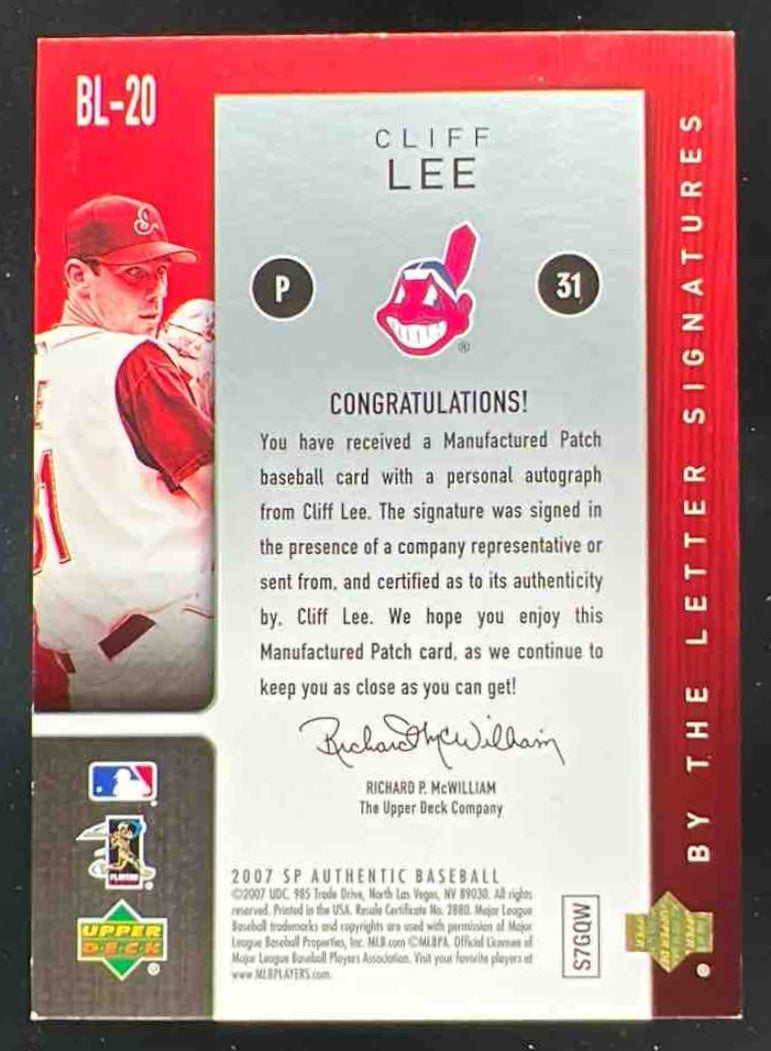 BL-20
CLIFF
LEE
P
31
CONGRATULATIONS!
You have received a Manufactured Patch
baseball card with a personal autograph
from Cliff Lee. The signature was signed in
the presence of a company representative or
sent from, and certified as to its authenticity
by, Cliff Lee. We hope you enjoy this
Manufactured Patch card, as we continue to
keep you as close as you can get!
Richard P. McWilliam
RICHARD P. McWILLIAM
The Upper Deck Company
2007 SP AUTHENTIC BASEBALL
©2007 UDC. 985 Trade Drive, North Las Vegas, NV 89030. All rights
reserved. Printed in the USA. Resale Certificate No. 2880. Major League
Baseball trademarks and copyrights are used with permission of Major
League Baseball Properties, Inc. MLB.com ©MLBPA. Official Licensee of
Major League Baseball Players Association. Visit your favorite players at
www.MLBPLAYERS.com.
S7GQW
BY THE LETTER SIGNATURES
PLAYERS
UPPER
DECK
®